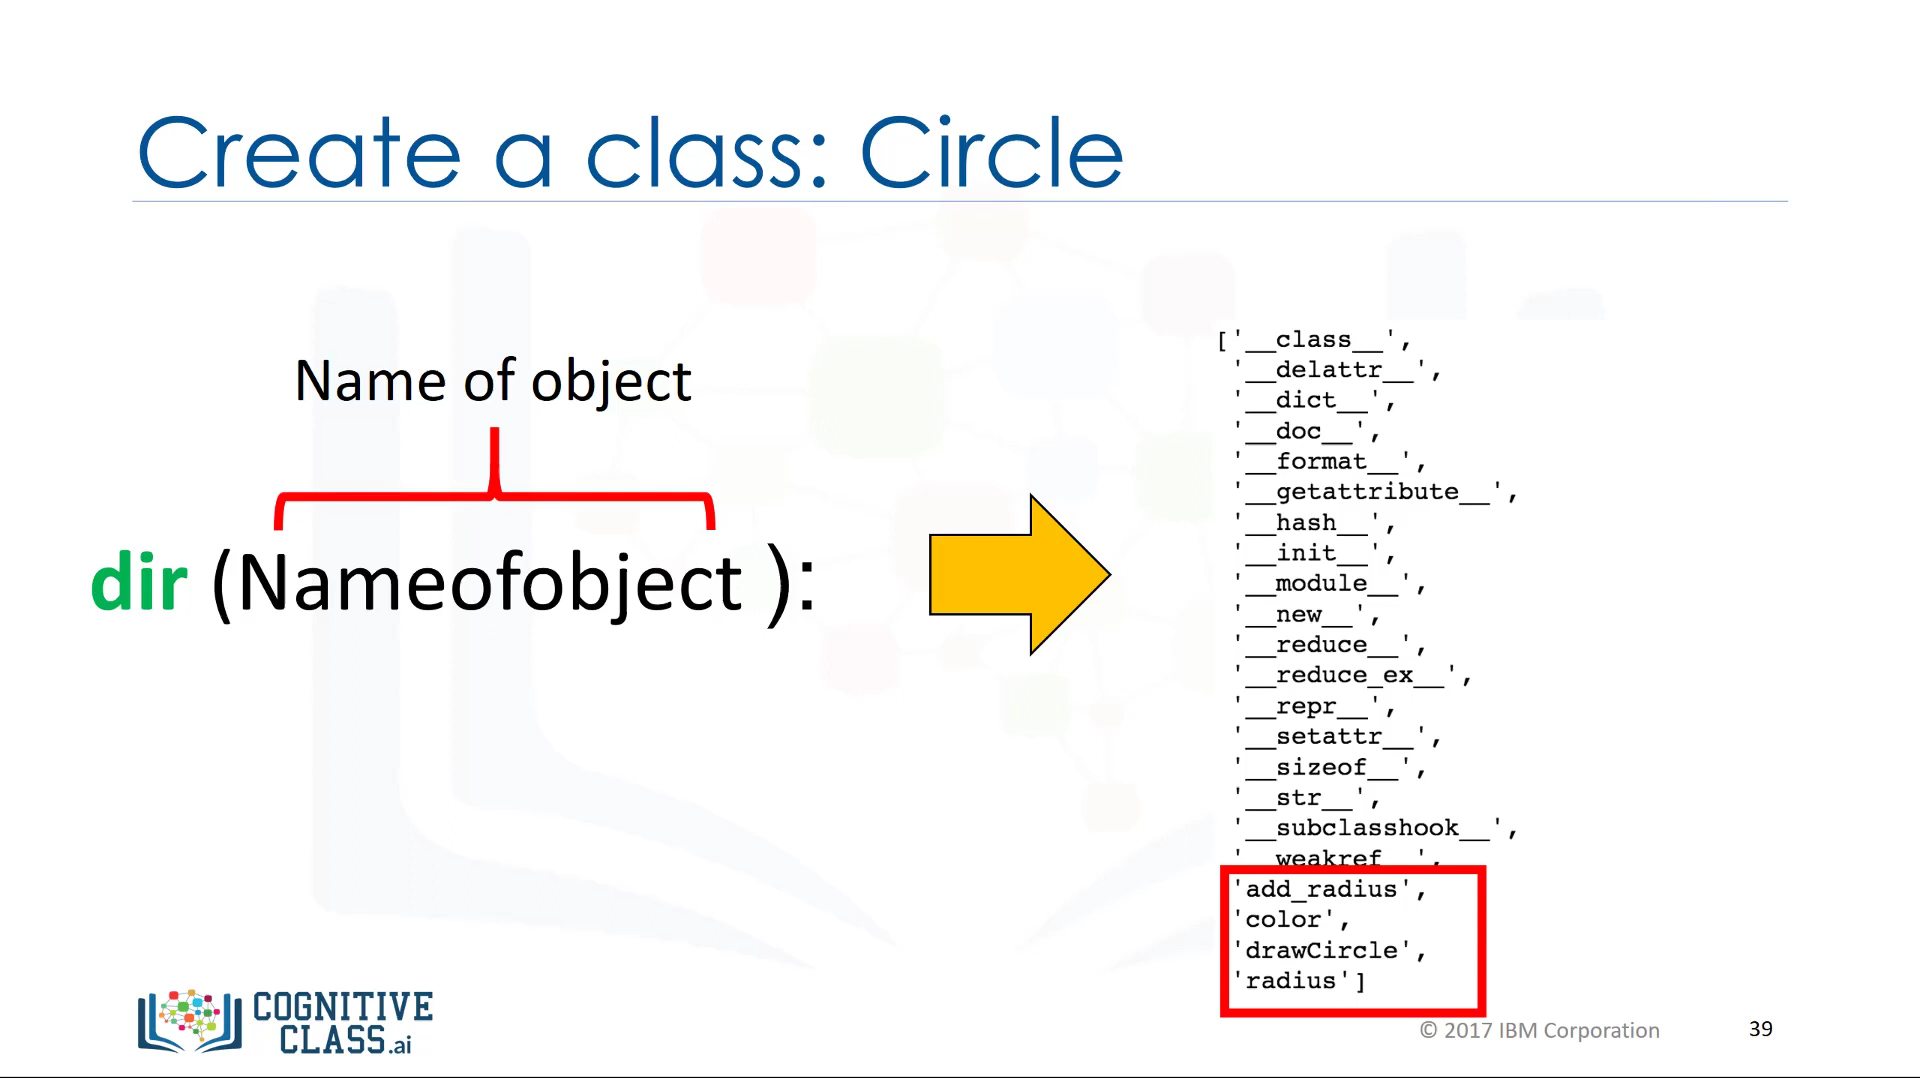 Create a class: Circle
Name of object
dir (Nameofobject ):
['__class__',
'__delattr__',
'__dict__',
'__doc__',
'__format__',
'__getattribute__',
'__hash__',
'__init__',
'__module__',
'__new__',
'__reduce__',
'__reduce_ex__',
'__repr__',
'__setattr__',
'__sizeof__',
'__str__',
'__subclasshook__',
'__weakref__',
'add_radius',
'color',
'drawCircle',
'radius']
COGNITIVE
CLASS.ai
© 2017 IBM Corporation
39